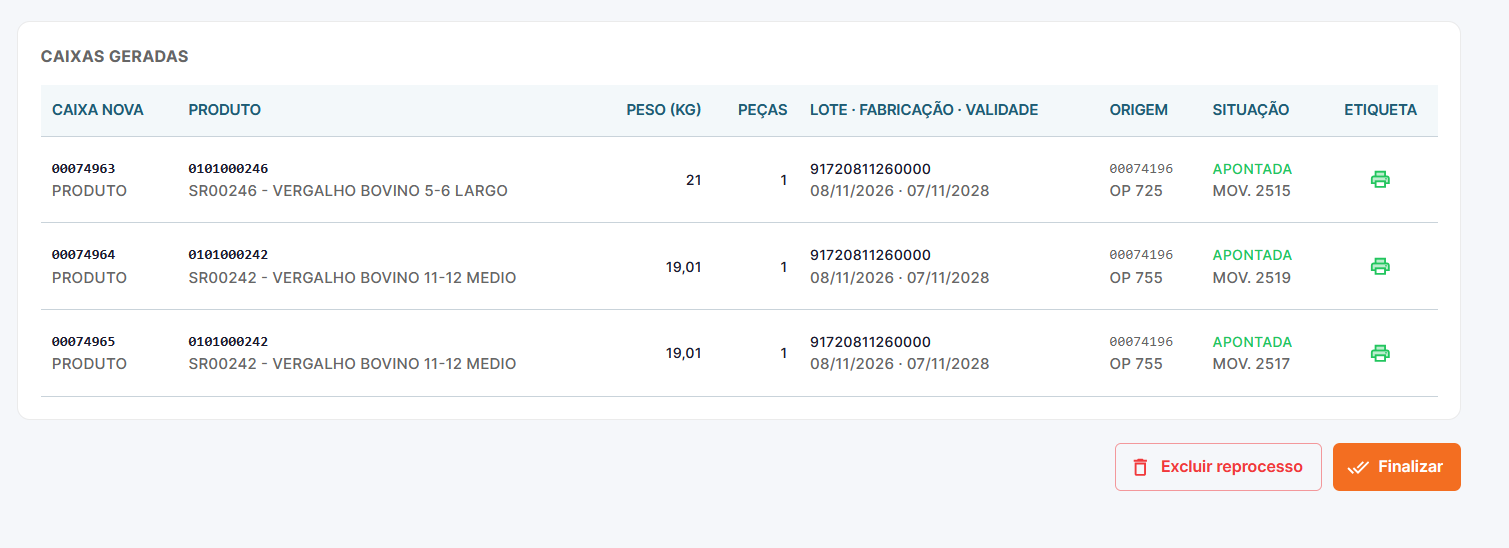 CAIXAS GERADAS
CAIXA NOVA PRODUTO PESO (KG) PEÇAS LOTE · FABRICAÇÃO · VALIDADE ORIGEM SITUAÇÃO ETIQUETA
00074963 0101000246 91720811260000 00074196 APONTADA
PRODUTO SR00246 - VERGALHO BOVINO 5-6 LARGO 21 1 08/11/2026 · 07/11/2028 OP 725 MOV. 2515
00074964 0101000242 91720811260000 00074196 APONTADA
PRODUTO SR00242 - VERGALHO BOVINO 11-12 MEDIO 19,01 1 08/11/2026 · 07/11/2028 OP 755 MOV. 2519
00074965 0101000242 91720811260000 00074196 APONTADA
PRODUTO SR00242 - VERGALHO BOVINO 11-12 MEDIO 19,01 1 08/11/2026 · 07/11/2028 OP 755 MOV. 2517
Excluir reprocesso Finalizar